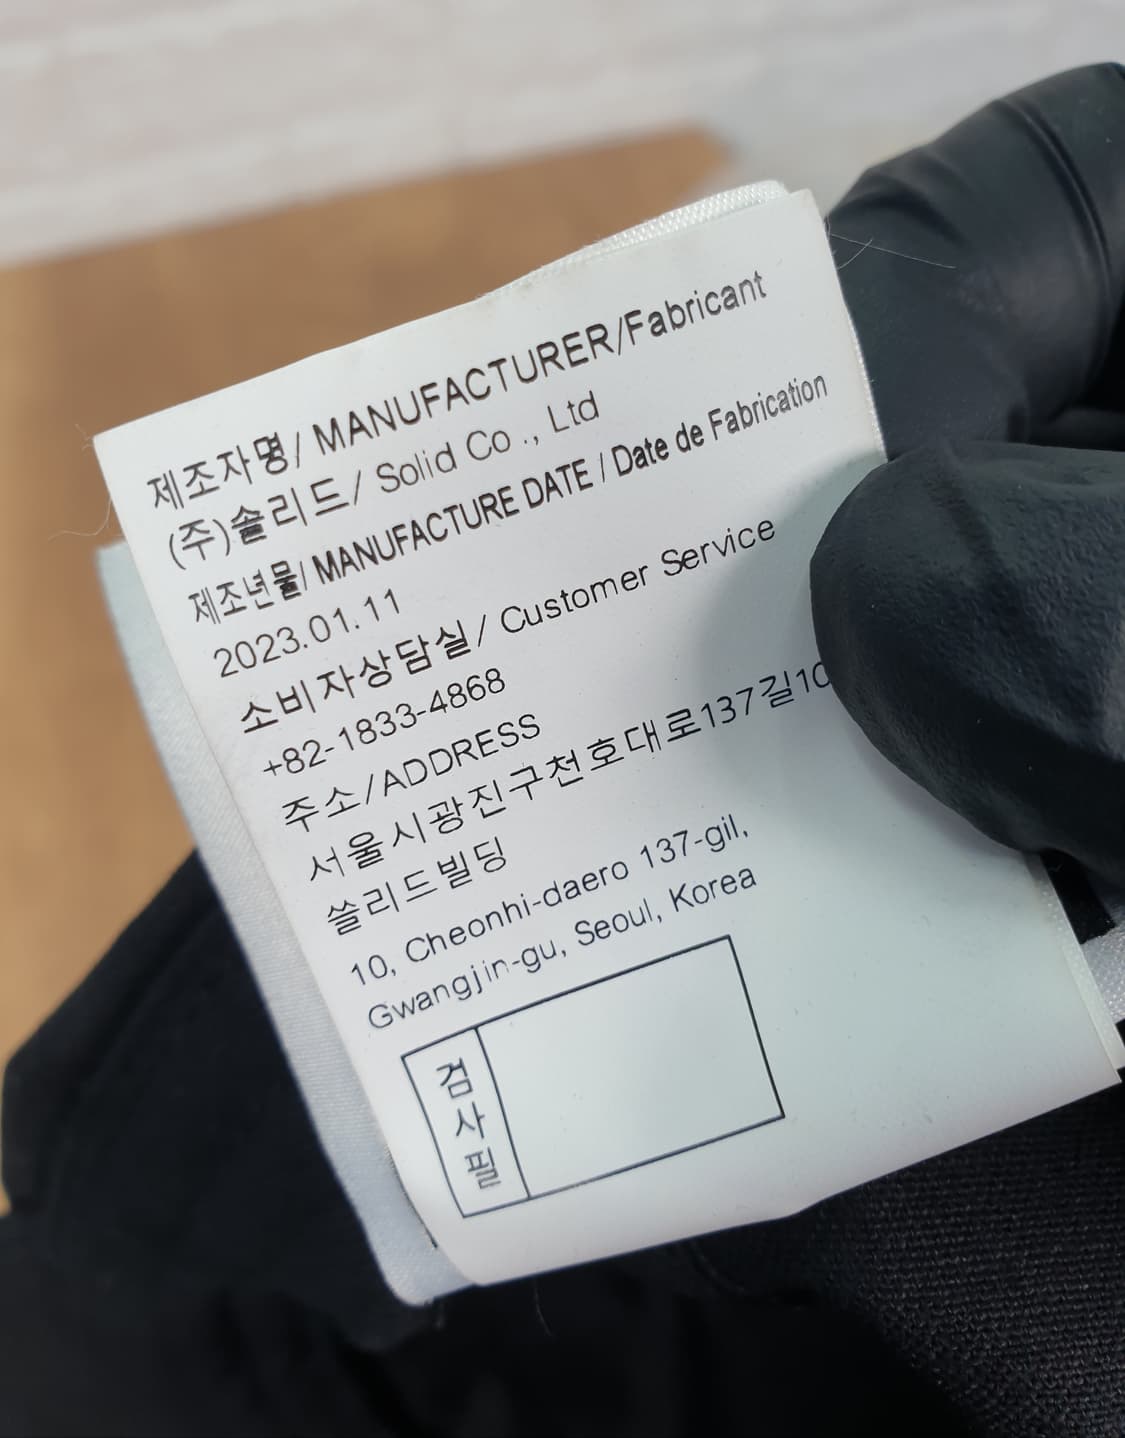 제조자명/ MANUFACTURER/Fabricant
(주)솔리드/ Solid Co ., Ltd
제조년물/ MANUFACTURE DATE / Date de Fabrication
2023.01.11
소비자상담실/ Customer Service
+82-1833-4868
주소/ADDRESS
서울시광진구천호대로137길10
쏠리드빌딩
10, Cheonhi-daero 137-gil,
Gwangjin-gu, Seoul, Korea
검사필